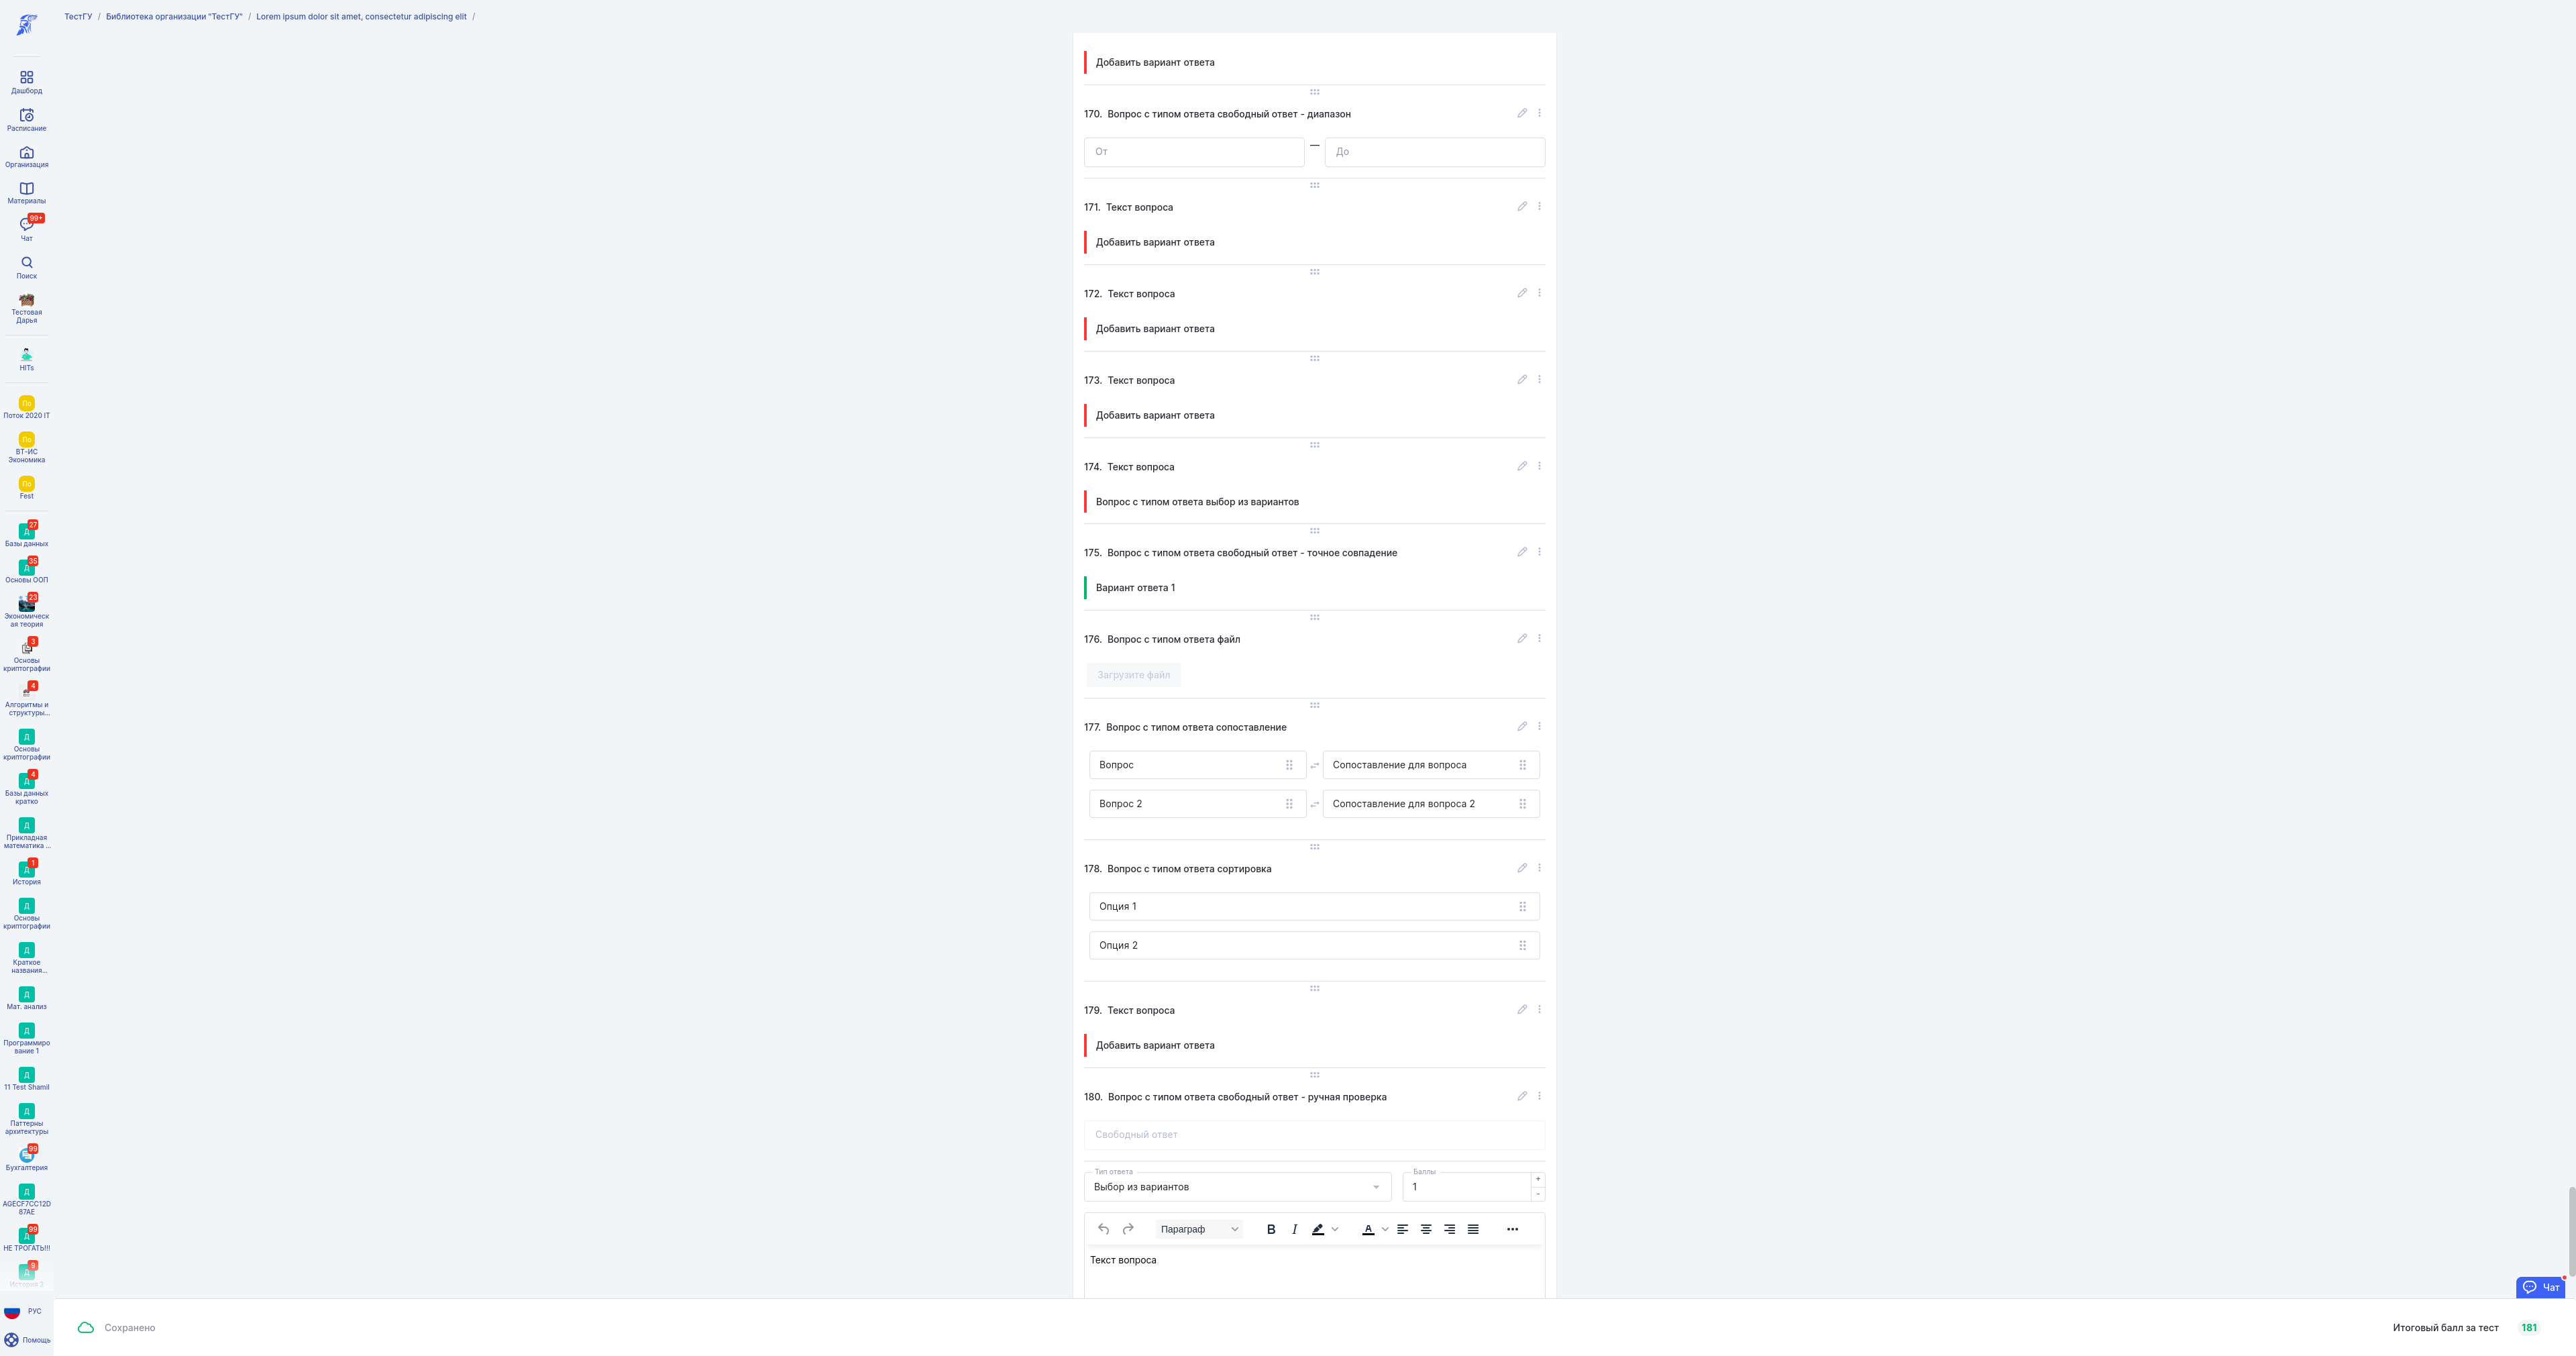 ТестГУ / Библиотека организации "ТестГУ" / Lorem ipsum dolor sit amet, consectetur adipiscing elit /
Дашборд
Расписание
Организация
Материалы
99+
Чат
Поиск
Тестовая
Дарья
HITs
По
Поток 2020 IT
По
ВТ-ИС
Экономика
По
Fest
27
Д
Базы данных
35
Д
Основы ООП
23
Экономическ
ая теория
3
Основы
криптографии
4
Алгоритмы и
структуры...
Д
Основы
криптографии
4
Д
Базы данных
кратко
Д
Прикладная
математика ...
1
Д
История
Д
Основы
криптографии
Д
Краткое
названия...
Д
Мат. анализ
Д
Программиро
вание 1
Д
11 Test Shamil
Д
Паттерны
архитектуры
99
Бухгалтерия
Д
AGECF7CC12D
87AE
99
Д
НЕ ТРОГАТЬ!!!
9
Д
История 2
РУС
Помощь
Добавить вариант ответа
170. Вопрос с типом ответа свободный ответ - диапазон
От — До
171. Текст вопроса
Добавить вариант ответа
172. Текст вопроса
Добавить вариант ответа
173. Текст вопроса
Добавить вариант ответа
174. Текст вопроса
Вопрос с типом ответа выбор из вариантов
175. Вопрос с типом ответа свободный ответ - точное совпадение
Вариант ответа 1
176. Вопрос с типом ответа файл
Загрузите файл
177. Вопрос с типом ответа сопоставление
Вопрос Сопоставление для вопроса
Вопрос 2 Сопоставление для вопроса 2
178. Вопрос с типом ответа сортировка
Опция 1
Опция 2
179. Текст вопроса
Добавить вариант ответа
180. Вопрос с типом ответа свободный ответ - ручная проверка
Свободный ответ
Тип ответа Баллы
Выбор из вариантов 1 + -
Параграф B I A
Текст вопроса
Чат
Сохранено Итоговый балл за тест 181